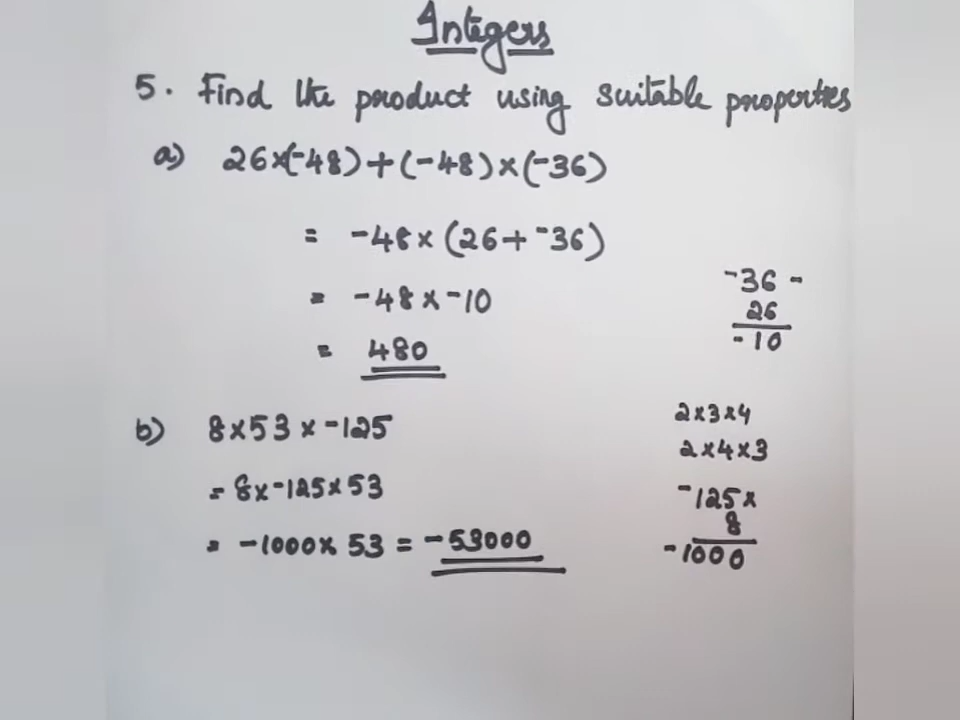 Integers
5. Find the product using suitable properties
a) 26×(-48)+(-48)×(-36)
= -48×(26+ -36)
= -48×-10
= 480
-36 -
26
-10
b) 8×53×-125
= 8×-125×53
= -1000×53 = -53000
2×3×4
2×4×3
-125×
8
-1000